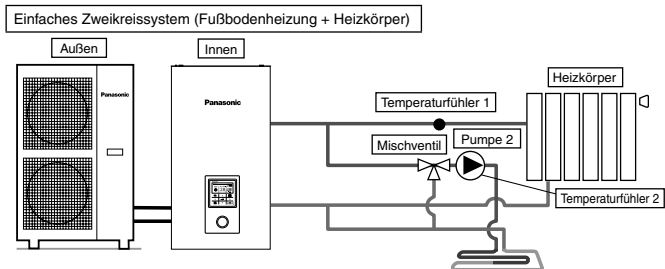 Einfaches Zweikreissystem (Fußbodenheizung + Heizkörper)
Außen
Innen
Panasonic
Panasonic
Temperaturfühler 1
Heizkörper
Mischventil
Pumpe 2
Temperaturfühler 2